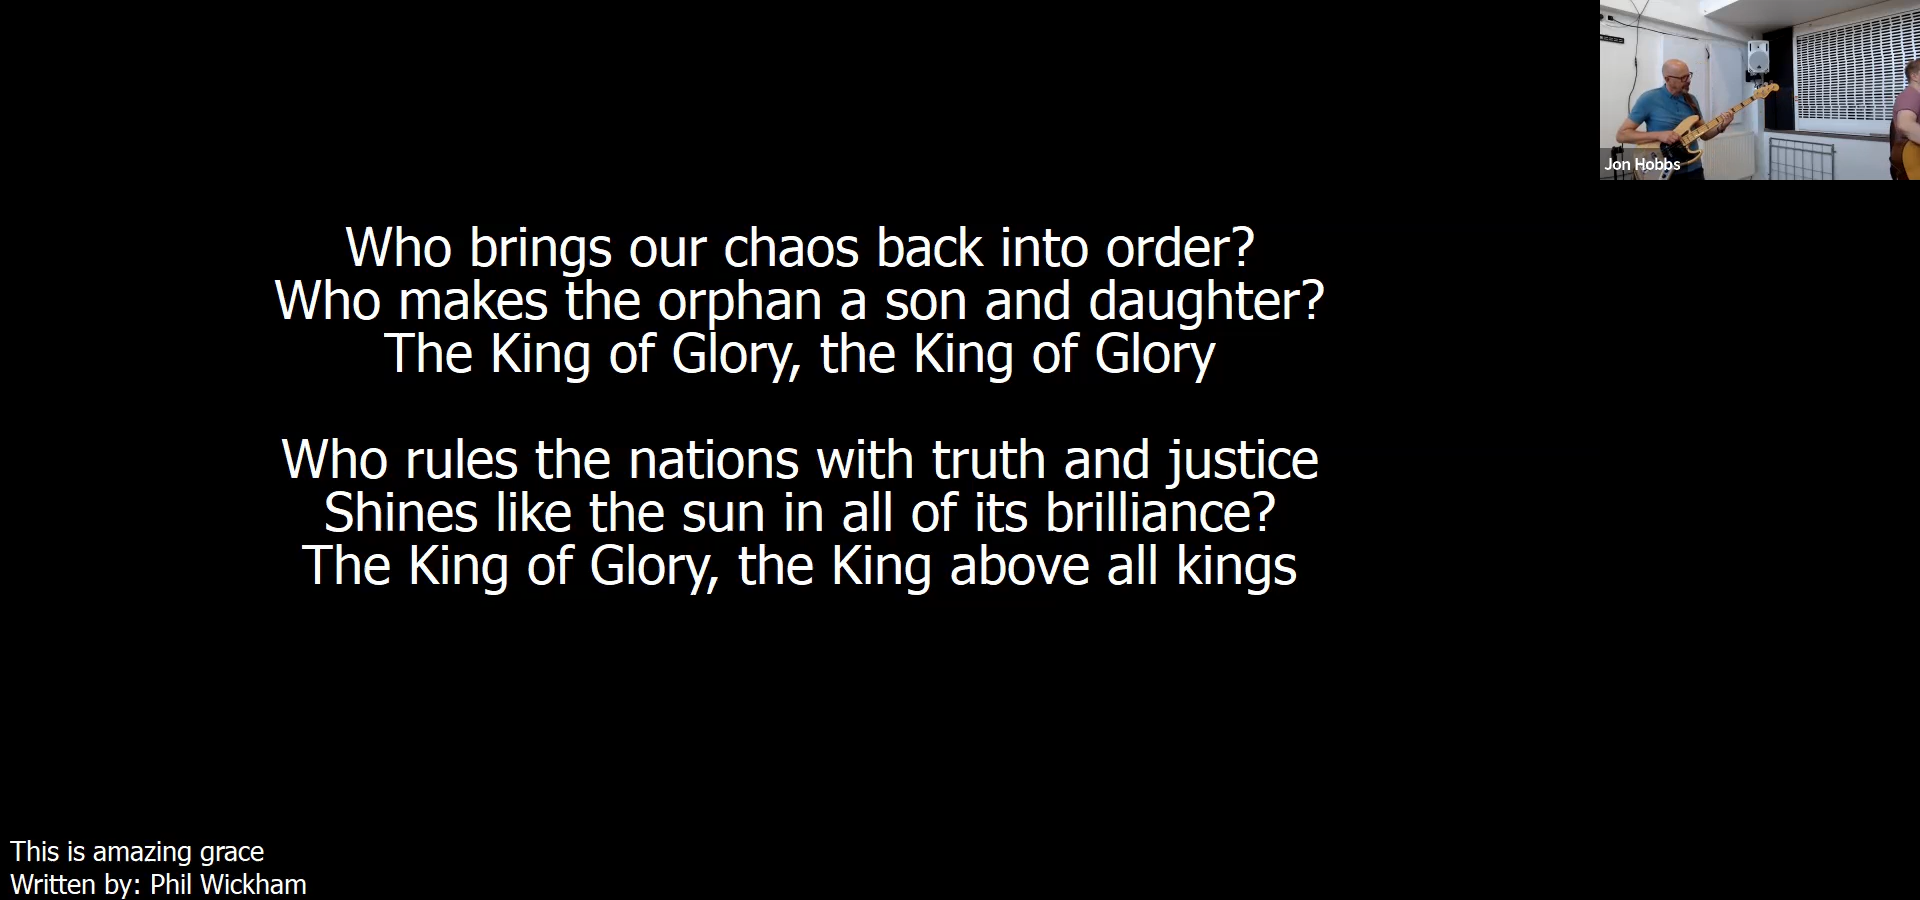 Jon Hobbs
Who brings our chaos back into order?
Who makes the orphan a son and daughter?
The King of Glory, the King of Glory
Who rules the nations with truth and justice
Shines like the sun in all of its brilliance?
The King of Glory, the King above all kings
This is amazing grace
Written by: Phil Wickham